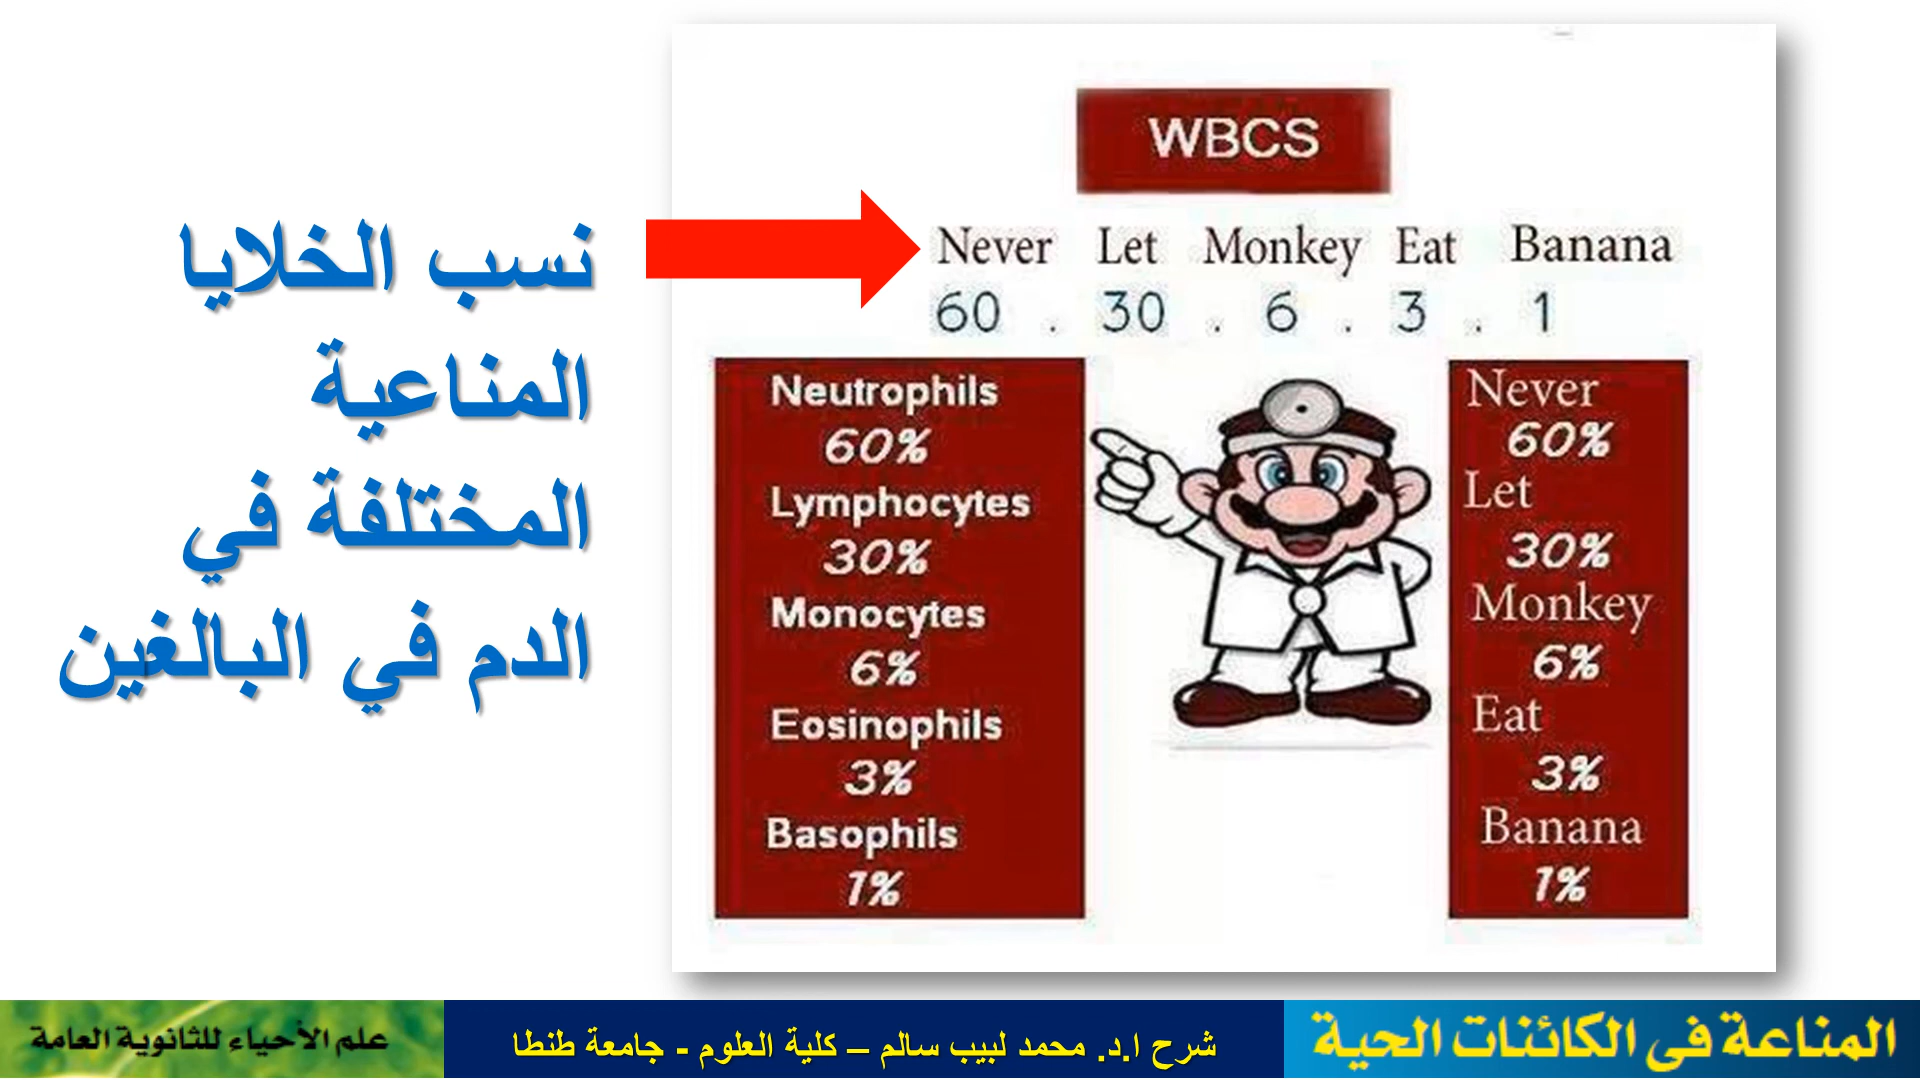 نسب الخلايا
المناعية
المختلفة في
الدم في البالغين
WBCS
Never Let Monkey Eat Banana
60 . 30 . 6 . 3 . 1
Neutrophils
60%
Lymphocytes
30%
Monocytes
6%
Eosinophils
3%
Basophils
1%
Never
60%
Let
30%
Monkey
6%
Eat
3%
Banana
1%
المناعة في الكائنات الحية
شرح ا.د. محمد لبيب سالم – كلية العلوم - جامعة طنطا
علم الأحياء للثانوية العامة